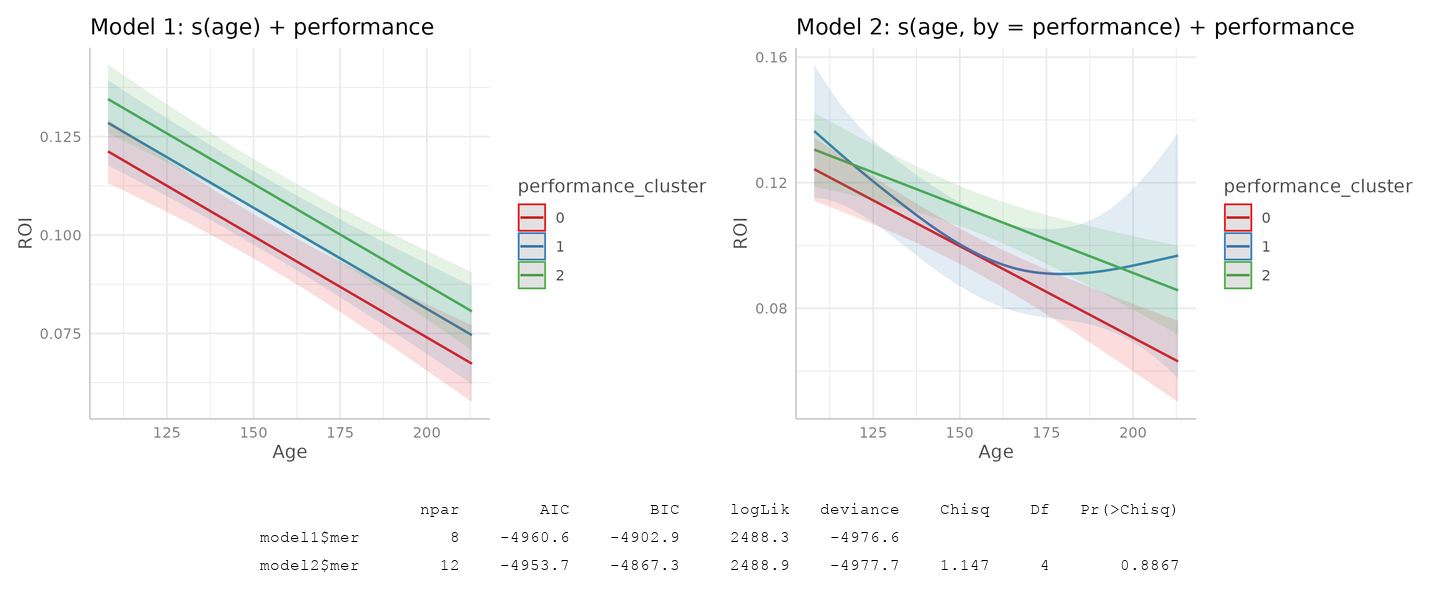 Model 1: s(age) + performance
0.125
0.100
0.075
ROI
125 150 175 200
Age
performance_cluster
0
1
2
Model 2: s(age, by = performance) + performance
0.16
0.12
0.08
ROI
125 150 175 200
Age
performance_cluster
0
1
2
npar AIC BIC logLik deviance Chisq Df Pr(>Chisq)
model1$mer 8 -4960.6 -4902.9 2488.3 -4976.6
model2$mer 12 -4953.7 -4867.3 2488.9 -4977.7 1.147 4 0.8867